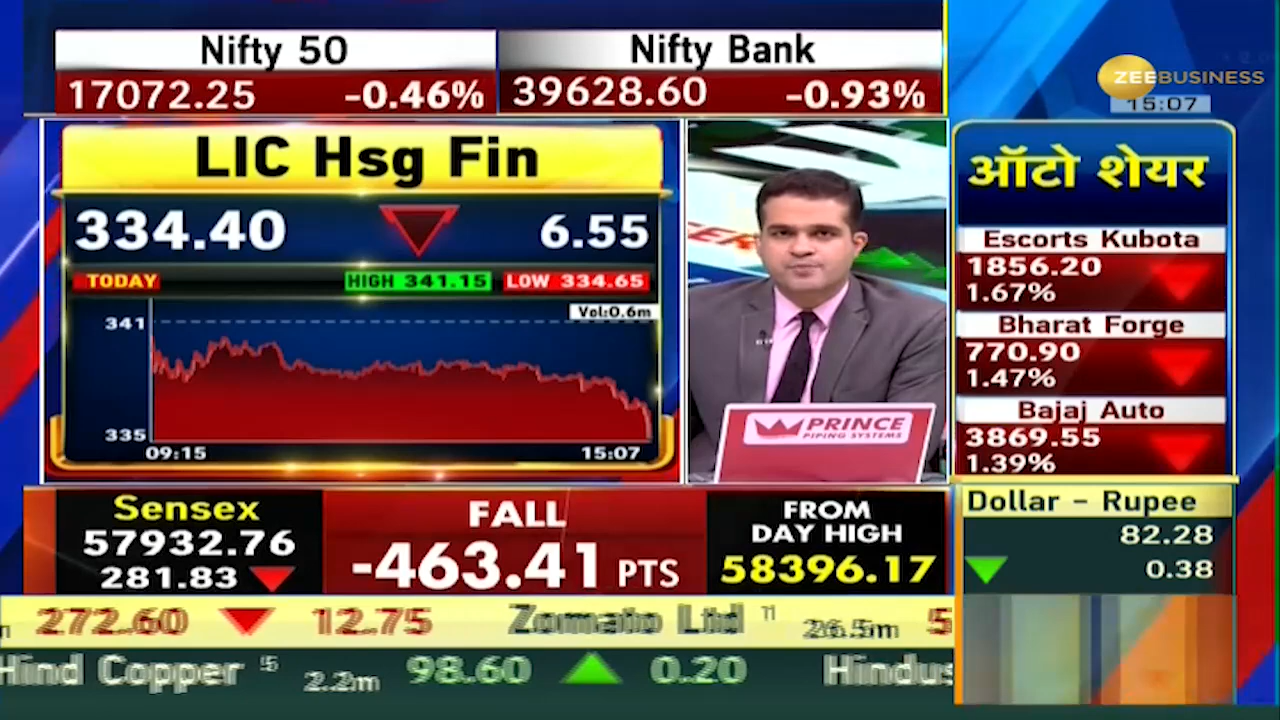 Nifty 50
17072.25 -0.46%
Nifty Bank
39628.60 -0.93%
ZEEBUSINESS
15:07
LIC Hsg Fin
334.40 6.55
TODAY HIGH 341.15 LOW 334.65
Vol:0.6m
341
335
09:15 15:07
PRINCE
PIPING SYSTEMS
ऑटो शेयर
Escorts Kubota
1856.20
1.67%
Bharat Forge
770.90
1.47%
Bajaj Auto
3869.55
1.39%
Sensex
57932.76
281.83
FALL
-463.41 PTS
FROM
DAY HIGH
58396.17
Dollar - Rupee
82.28
0.38
272.60 12.75 Zomato Ltd 26.5m 5
Hind Copper 2.2m 98.60 0.20 Hindus